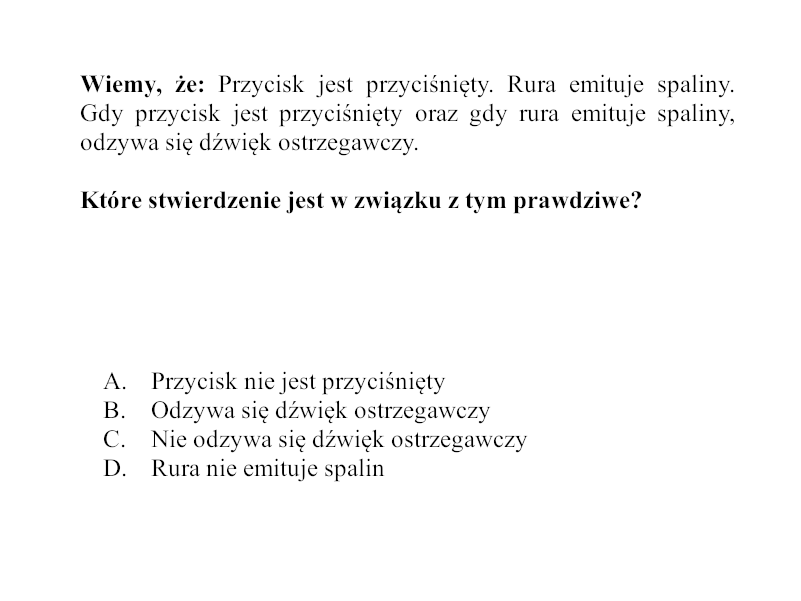 Wiemy, że: Przycisk jest przyciśnięty. Rura emituje spaliny.
Gdy przycisk jest przyciśnięty oraz gdy rura emituje spaliny,
odzywa się dźwięk ostrzegawczy.
Które stwierdzenie jest w związku z tym prawdziwe?
A. Przycisk nie jest przyciśnięty
B. Odzywa się dźwięk ostrzegawczy
C. Nie odzywa się dźwięk ostrzegawczy
D. Rura nie emituje spalin